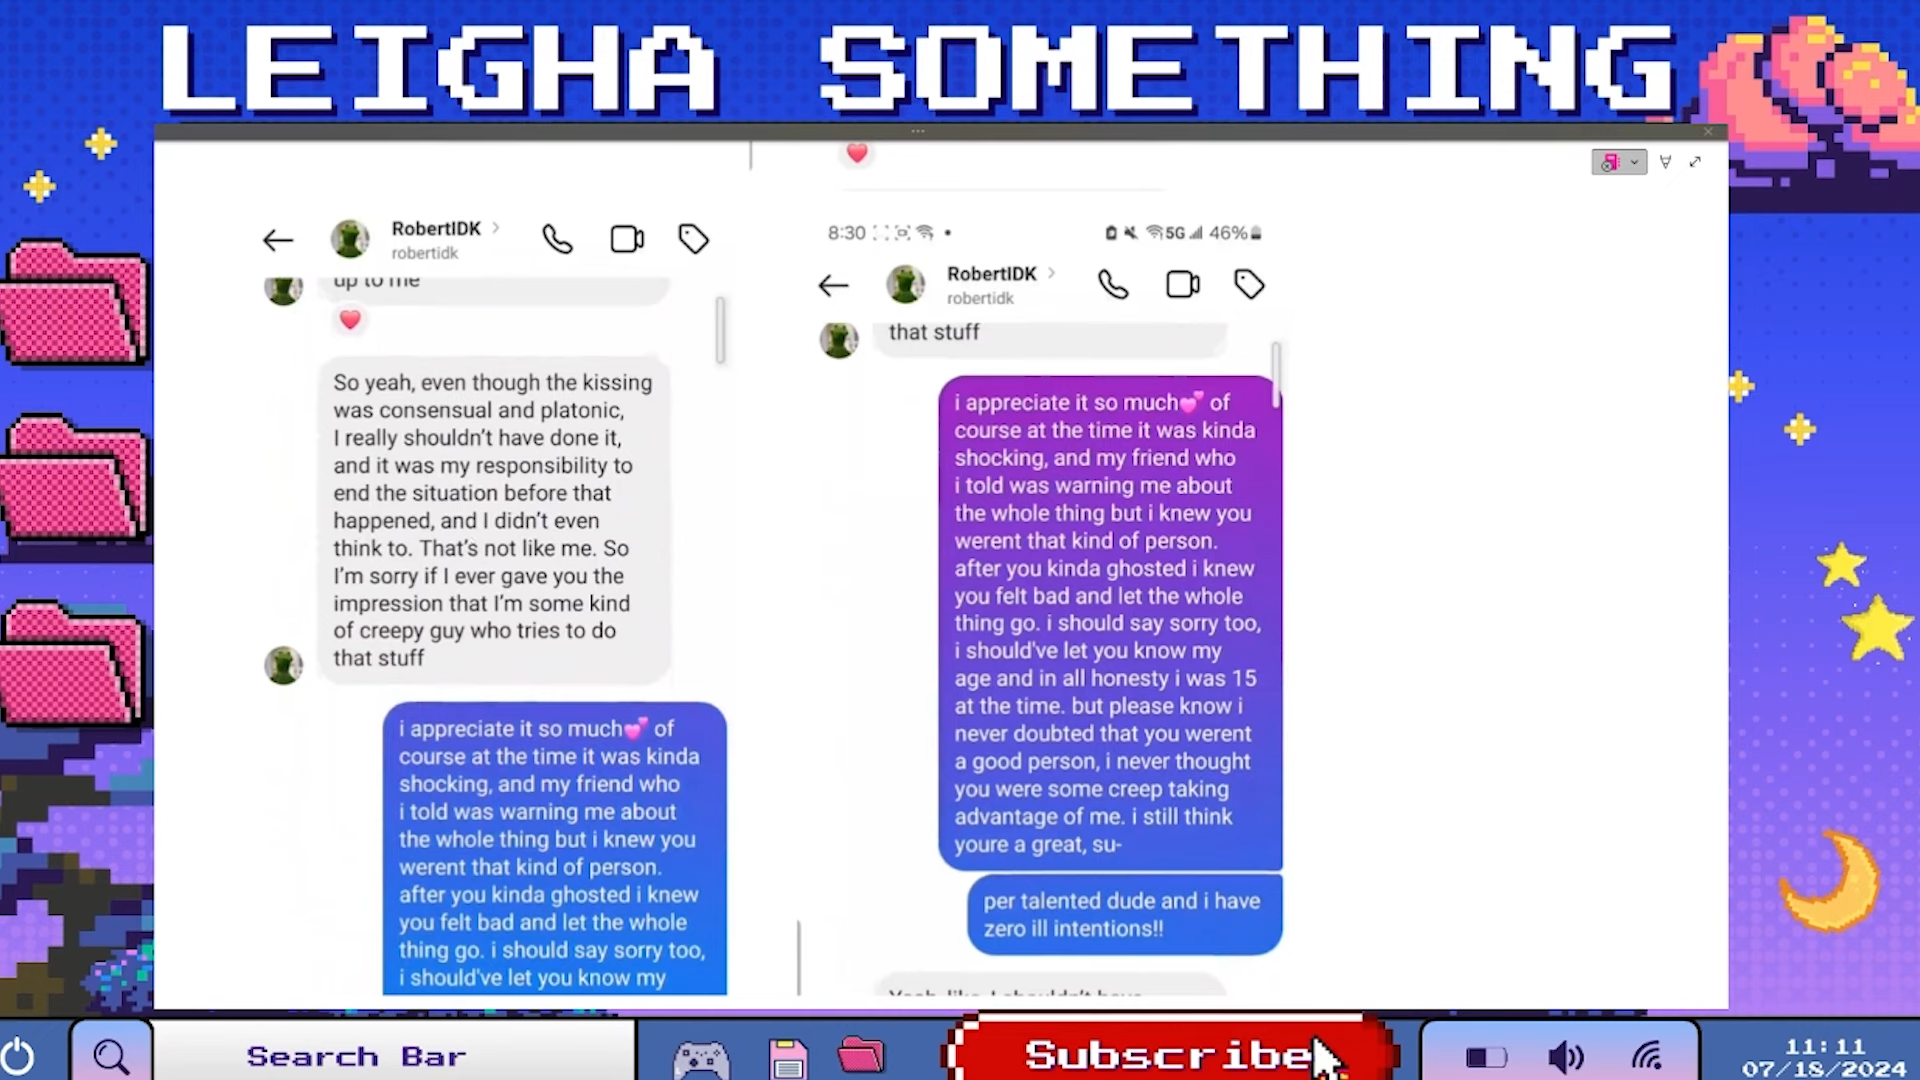 LEIGHA SOMETHING
RobertIDK
robertidk
up to me
So yeah, even though the kissing
was consensual and platonic,
I really shouldn't have done it,
and it was my responsibility to
end the situation before that
happened, and I didn't even
think to. That's not like me. So
I'm sorry if I ever gave you the
impression that I'm some kind
of creepy guy who tries to do
that stuff
i appreciate it so much💕 of
course at the time it was kinda
shocking, and my friend who
i told was warning me about
the whole thing but i knew you
werent that kind of person.
after you kinda ghosted i knew
you felt bad and let the whole
thing go. i should say sorry too,
i should've let you know my
8:30
5G 46%
RobertIDK
robertidk
that stuff
i appreciate it so much💕 of
course at the time it was kinda
shocking, and my friend who
i told was warning me about
the whole thing but i knew you
werent that kind of person.
after you kinda ghosted i knew
you felt bad and let the whole
thing go. i should say sorry too,
i should've let you know my
age and in all honesty i was 15
at the time. but please know i
never doubted that you werent
a good person, i never thought
you were some creep taking
advantage of me. i still think
youre a great, su-
per talented dude and i have
zero ill intentions!!
Yeah, like, I shouldn't have
Search Bar
Subscribe
11:11
07/18/2024